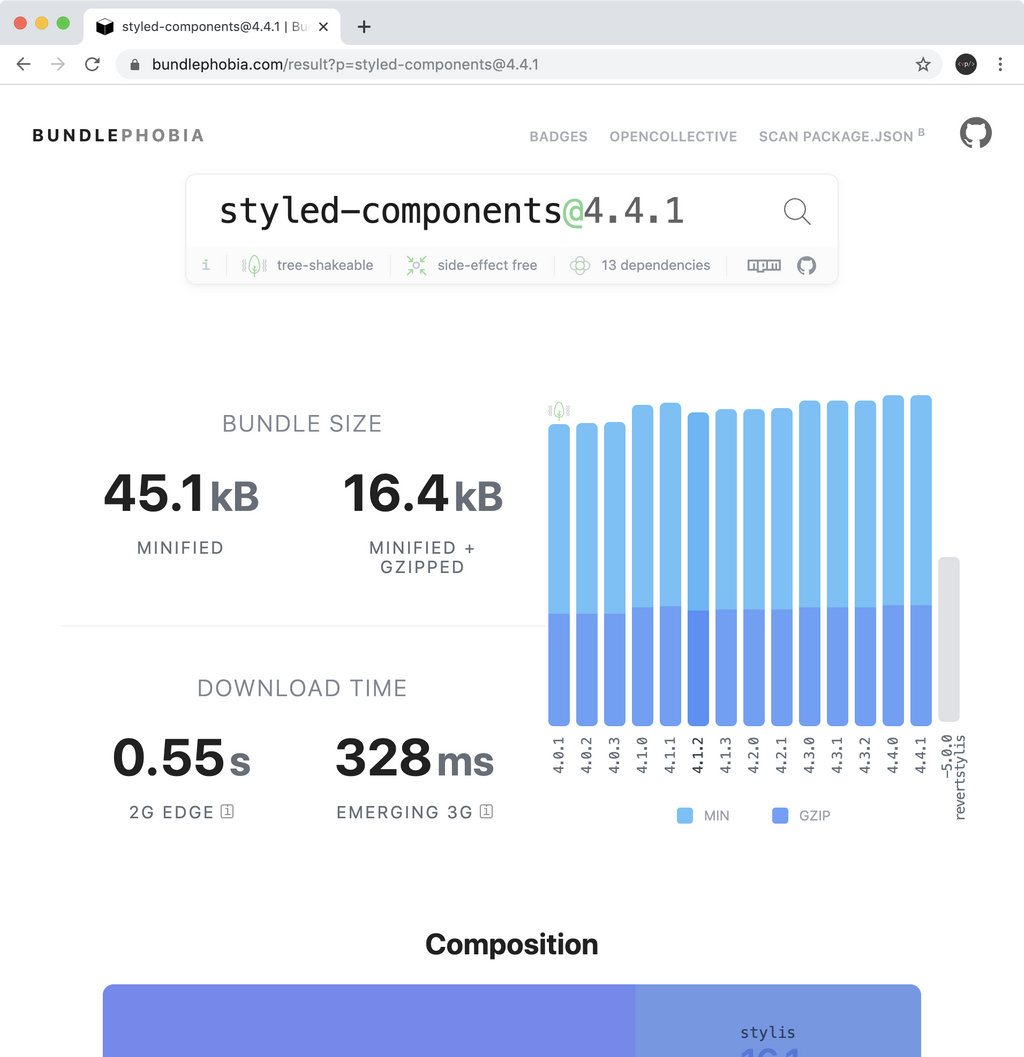 styled-components@4.4.1 | Bu
bundlephobia.com/result?p=styled-components@4.4.1
BUNDLEPHOBIA
BADGES OPENCOLLECTIVE SCAN PACKAGE.JSON B
styled-components@4.4.1
i tree-shakeable side-effect free 13 dependencies npm
BUNDLE SIZE
45.1 kB 16.4 kB
MINIFIED MINIFIED +
GZIPPED
DOWNLOAD TIME
0.55 s 328 ms
2G EDGE i EMERGING 3G i
4.0.1 4.0.2 4.0.3 4.1.0 4.1.1 4.1.2 4.1.3 4.2.0 4.2.1 4.3.0 4.3.1 4.3.2 4.4.0 4.4.1 -5.0.0
revertstylis
MIN GZIP
Composition
stylis
16.1